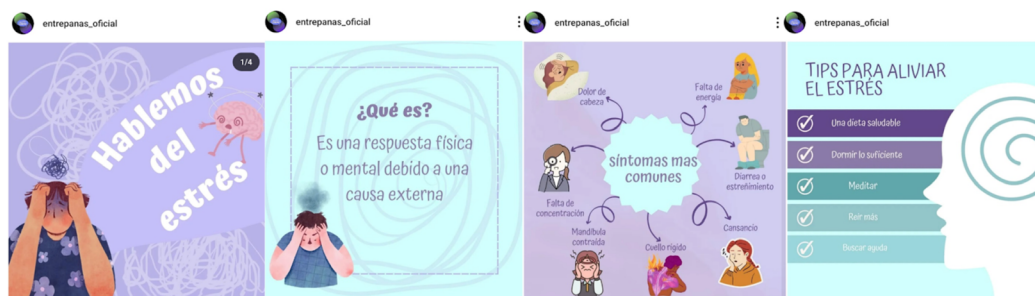 entrepanas_oficial
1/4
Hablemos
del
estrés
entrepanas_oficial
¿Qué es?
Es una respuesta física
o mental debido a una
causa externa
entrepanas_oficial
síntomas mas
comunes
Dolor de
cabeza
Falta de
energía
Falta de
concentración
Diarrea o
estreñimiento
Mandíbula
contraída
Cuello rígido
Cansancio
entrepanas_oficial
TIPS PARA ALIVIAR
EL ESTRÉS
Una dieta saludable
Dormir lo suficiente
Meditar
Reír más
Buscar ayuda